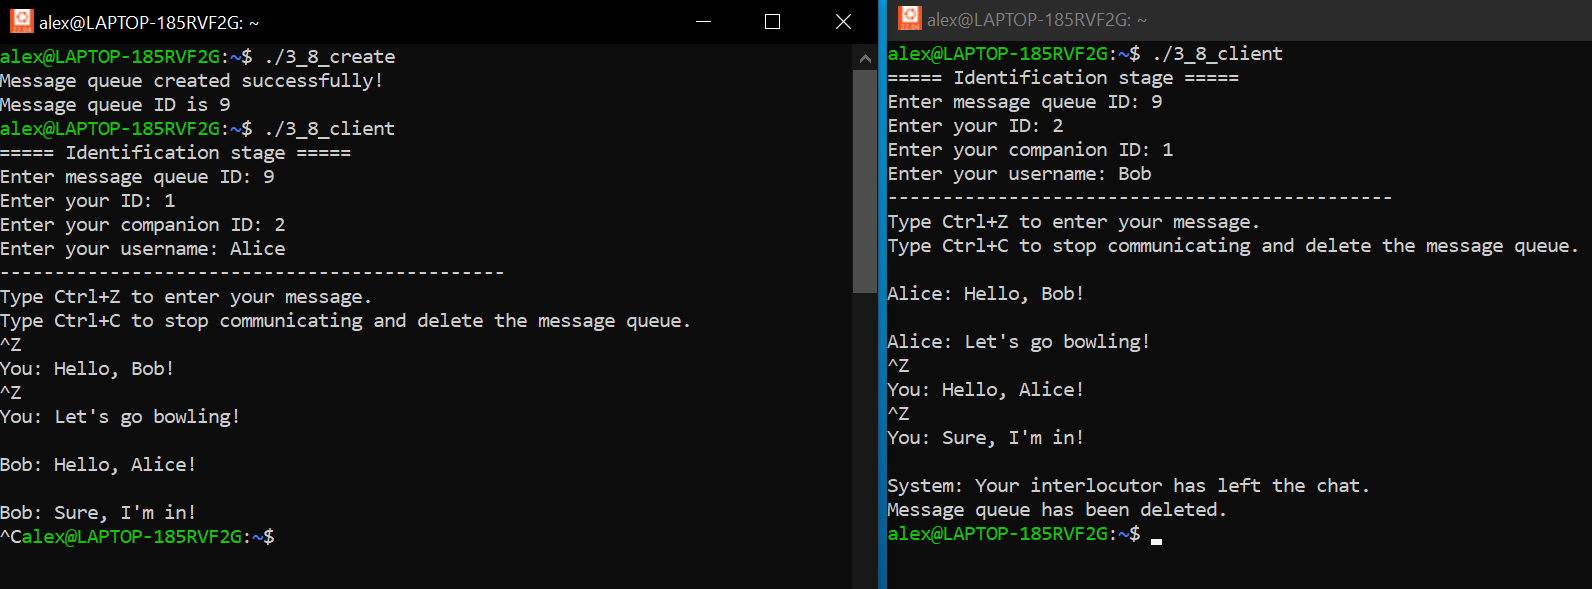 alex@LAPTOP-185RVF2G: ~
alex@LAPTOP-185RVF2G:~$ ./3_8_create
Message queue created successfully!
Message queue ID is 9
alex@LAPTOP-185RVF2G:~$ ./3_8_client
===== Identification stage =====
Enter message queue ID: 9
Enter your ID: 1
Enter your companion ID: 2
Enter your username: Alice
----------------------------------------------
Type Ctrl+Z to enter your message.
Type Ctrl+C to stop communicating and delete the message queue.
^Z
You: Hello, Bob!
^Z
You: Let's go bowling!
Bob: Hello, Alice!
Bob: Sure, I'm in!
^Calex@LAPTOP-185RVF2G:~$
alex@LAPTOP-185RVF2G: ~
alex@LAPTOP-185RVF2G:~$ ./3_8_client
===== Identification stage =====
Enter message queue ID: 9
Enter your ID: 2
Enter your companion ID: 1
Enter your username: Bob
----------------------------------------------
Type Ctrl+Z to enter your message.
Type Ctrl+C to stop communicating and delete the message queue.
Alice: Hello, Bob!
Alice: Let's go bowling!
^Z
You: Hello, Alice!
^Z
You: Sure, I'm in!
System: Your interlocutor has left the chat.
Message queue has been deleted.
alex@LAPTOP-185RVF2G:~$